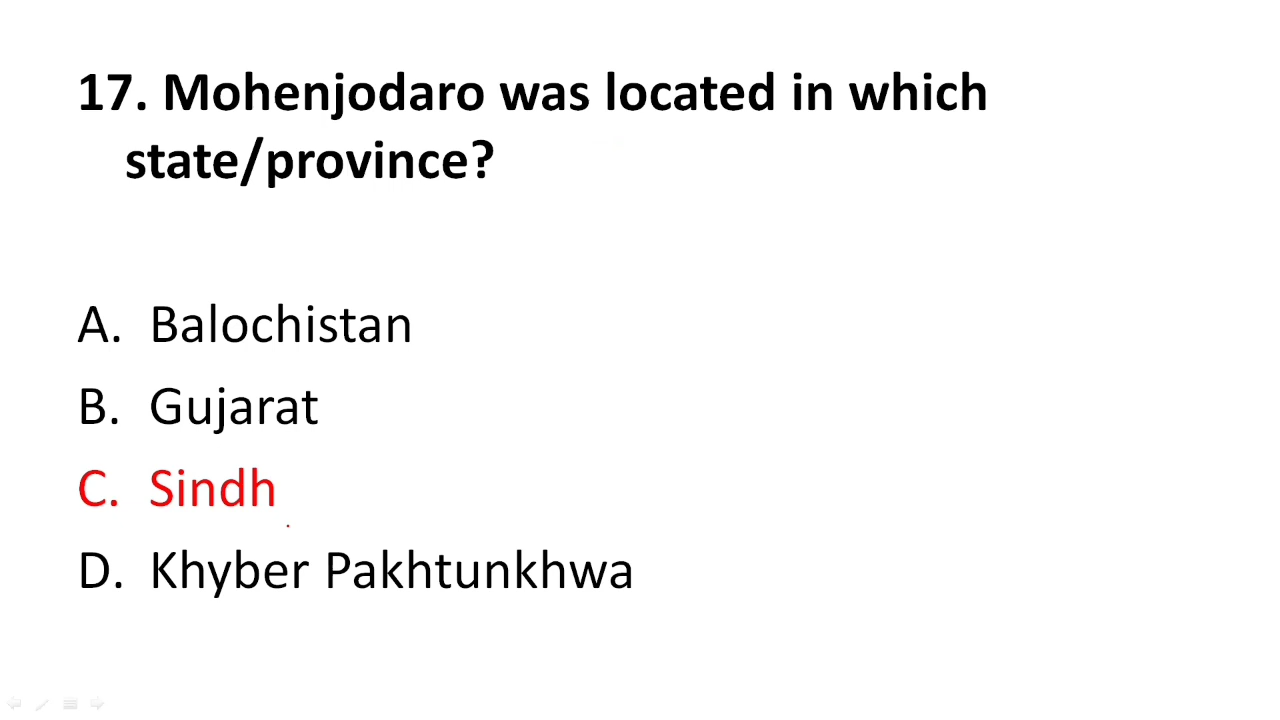 17. Mohenjodaro was located in which
state/province?
A. Balochistan
B. Gujarat
C. Sindh
D. Khyber Pakhtunkhwa